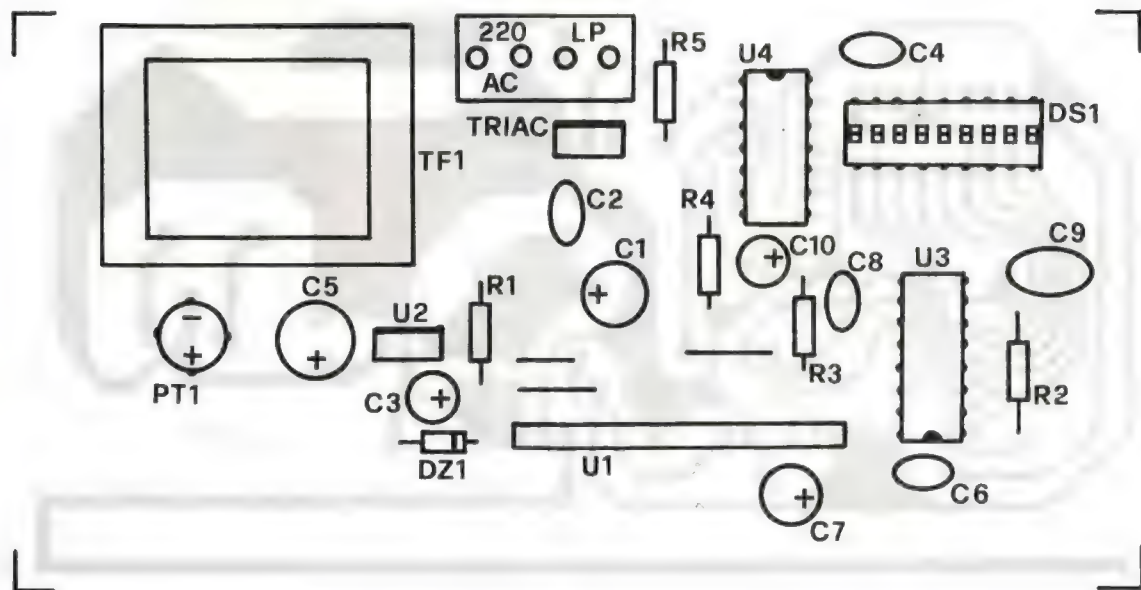 220 LP
AC
R5
U4
C4
DS1
TRIAC
TF1
C2
R4
C1
C10
C8
U3
C9
C5
R1
U2
-
+
+
+
+
PT1
C3
+
R3
R2
DZ1
U1
C6
+
C7